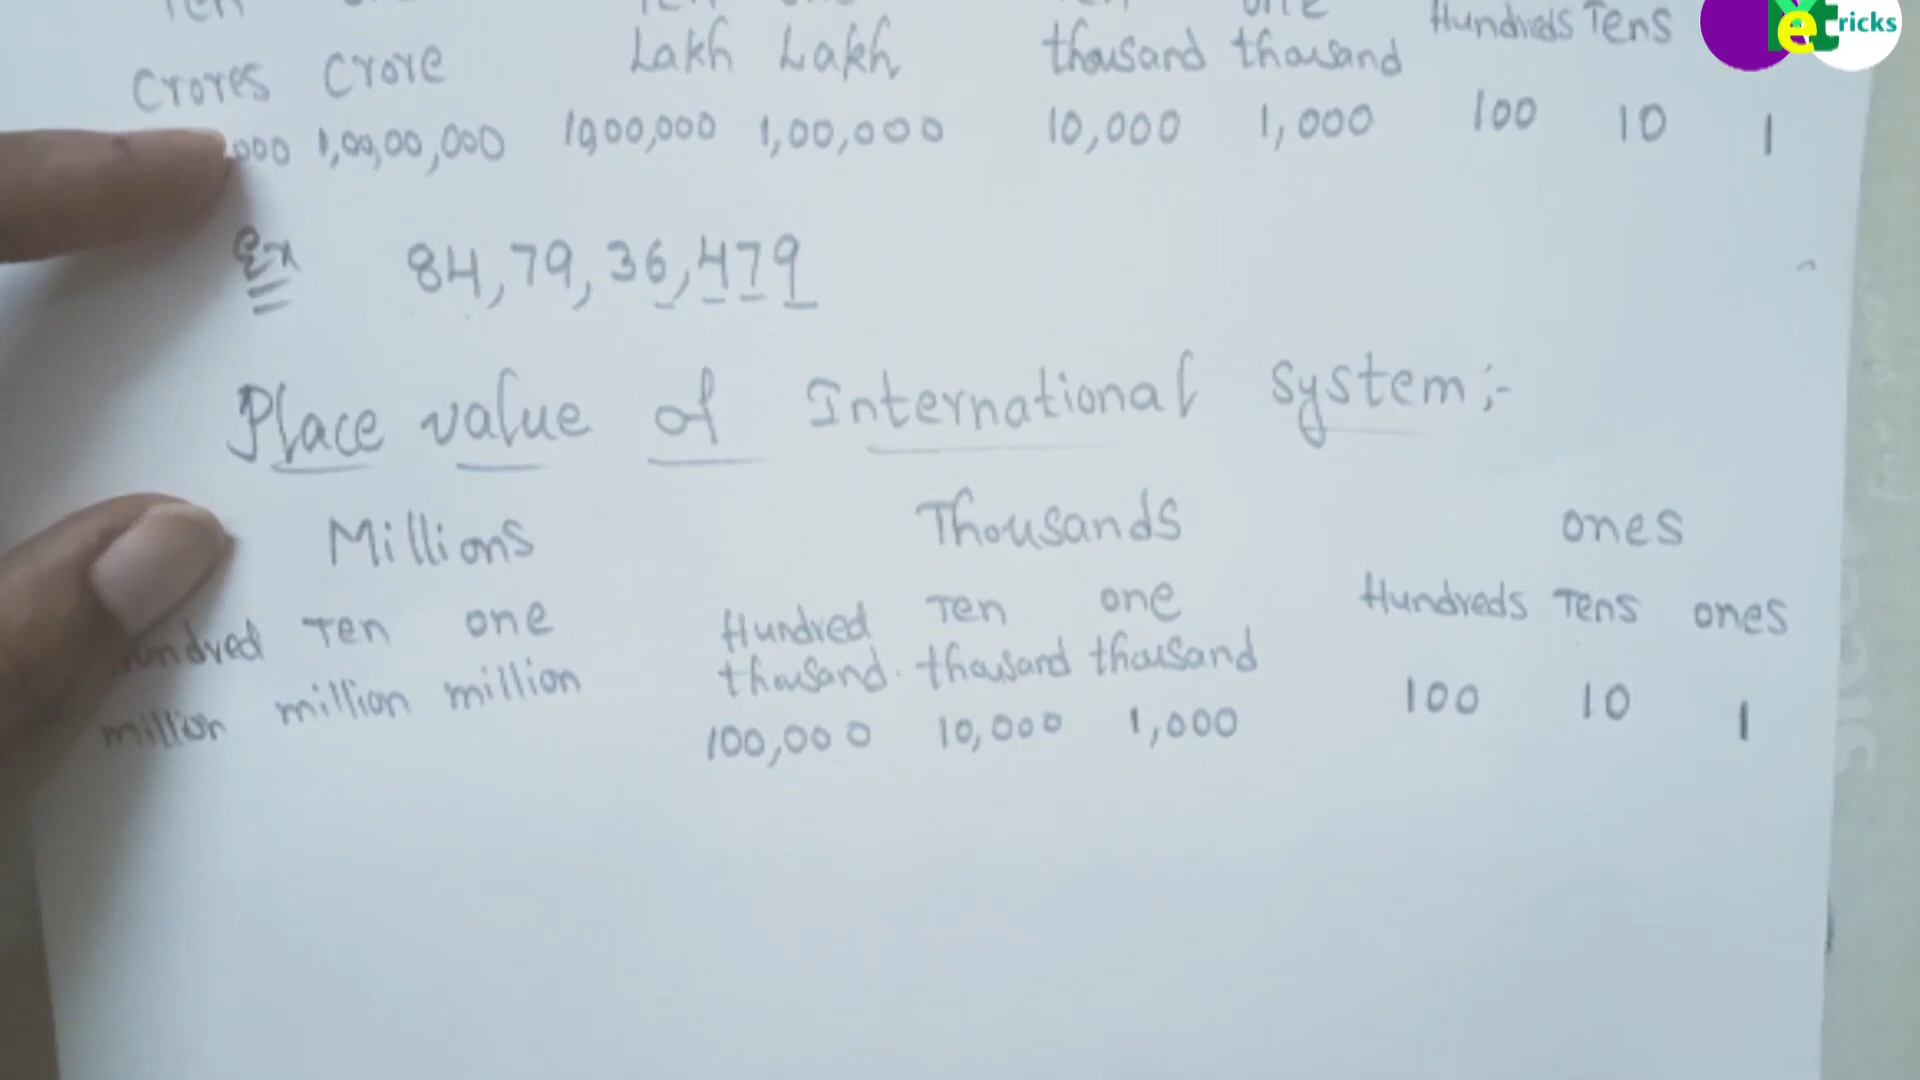 Crores Crore Lakh Lakh thousand thousand Hundreds Tens
,000 1,00,00,000 10,00,000 1,00,000 10,000 1,000 100 10 1
Ex 84,79,36,479
Place value of International system;-
Millions Thousands ones
Hundred Ten one Hundred Ten one Hundreds Tens ones
million million million thousand. thousand thousand
100,000 10,000 1,000 100 10 1
Yetricks